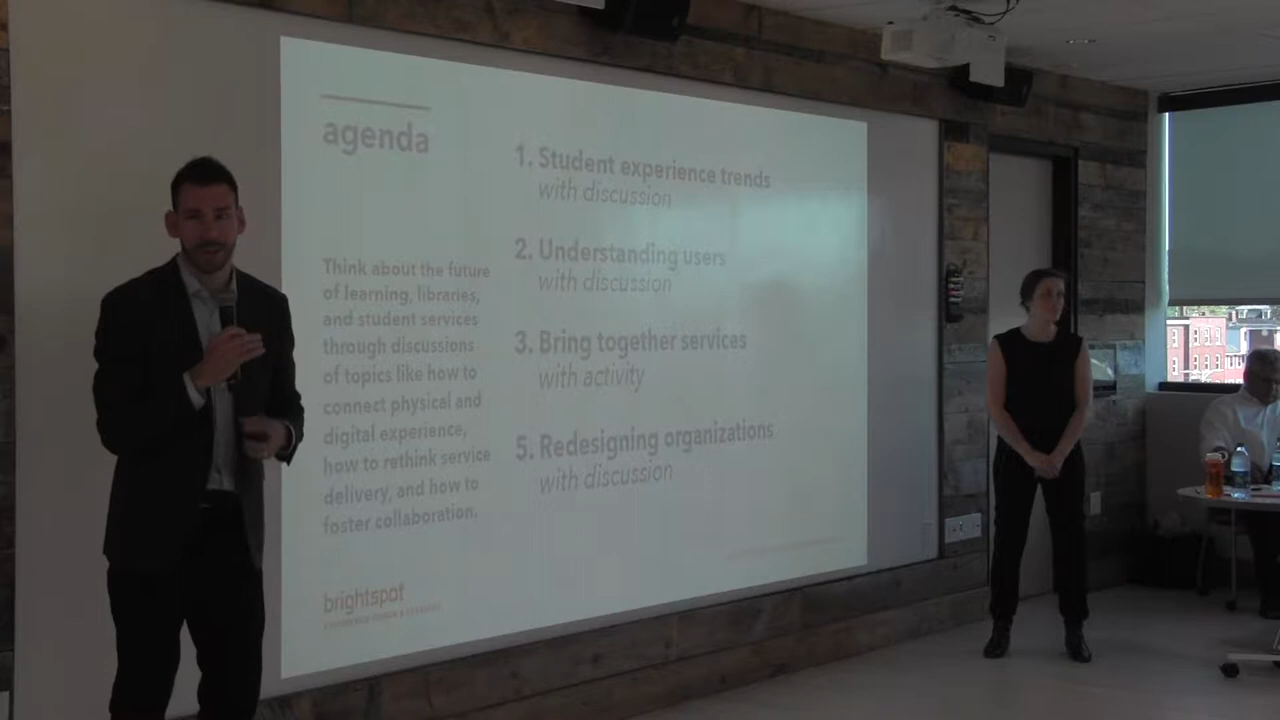 agenda
Think about the future
of learning, libraries,
and student services
through discussions
of topics like how to
connect physical and
digital experience,
how to rethink service
delivery, and how to
foster collaboration.
brightspot
1. Student experience trends
with discussion
2. Understanding users
with discussion
3. Bring together services
with activity
5. Redesigning organizations
with discussion